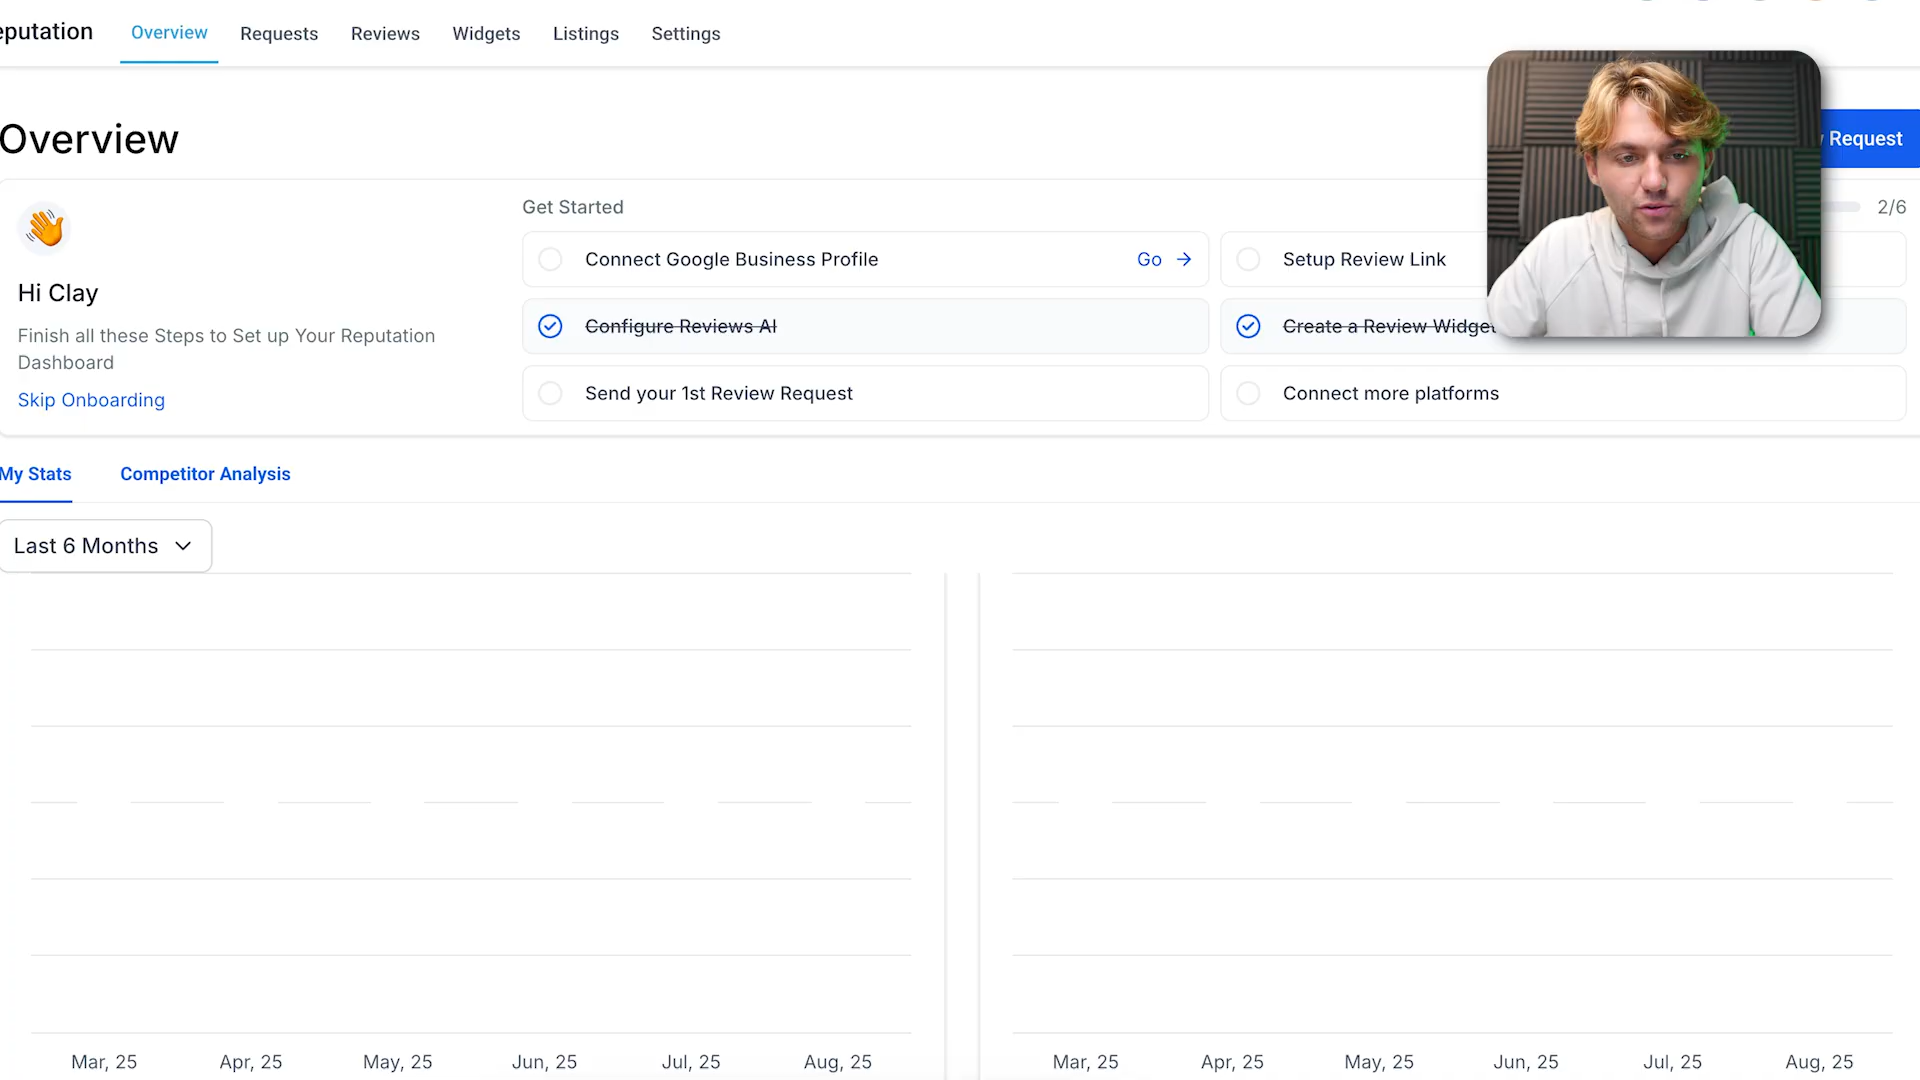 eputation Overview Requests Reviews Widgets Listings Settings
Overview
Request
Get Started
2/6
Connect Google Business Profile Go →
Setup Review Link
Hi Clay
Configure Reviews AI
Create a Review Widget
Finish all these Steps to Set up Your Reputation
Dashboard
Skip Onboarding
Send your 1st Review Request
Connect more platforms
My Stats Competitor Analysis
Last 6 Months
Mar, 25 Apr, 25 May, 25 Jun, 25 Jul, 25 Aug, 25
Mar, 25 Apr, 25 May, 25 Jun, 25 Jul, 25 Aug, 25